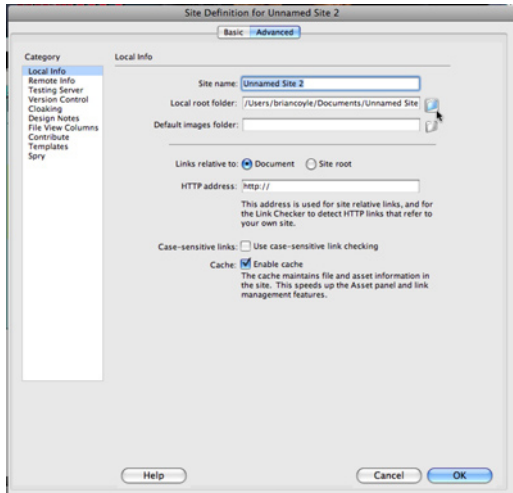 Site Definition for Unnamed Site 2
Basic Advanced
Category
Local Info
Remote Info
Testing Server
Version Control
Cloaking
Design Notes
File View Columns
Contribute
Templates
Spry
Local Info
Site name: Unnamed Site 2
Local root folder: /Users/briancoyle/Documents/Unnamed Site
Default images folder:
Links relative to: Document Site root
HTTP address: http://
This address is used for site relative links, and for
the Link Checker to detect HTTP links that refer to
your own site.
Case-sensitive links: Use case-sensitive link checking
Cache: Enable cache
The cache maintains file and asset information in
the site. This speeds up the Asset panel and link
management features.
Help Cancel OK